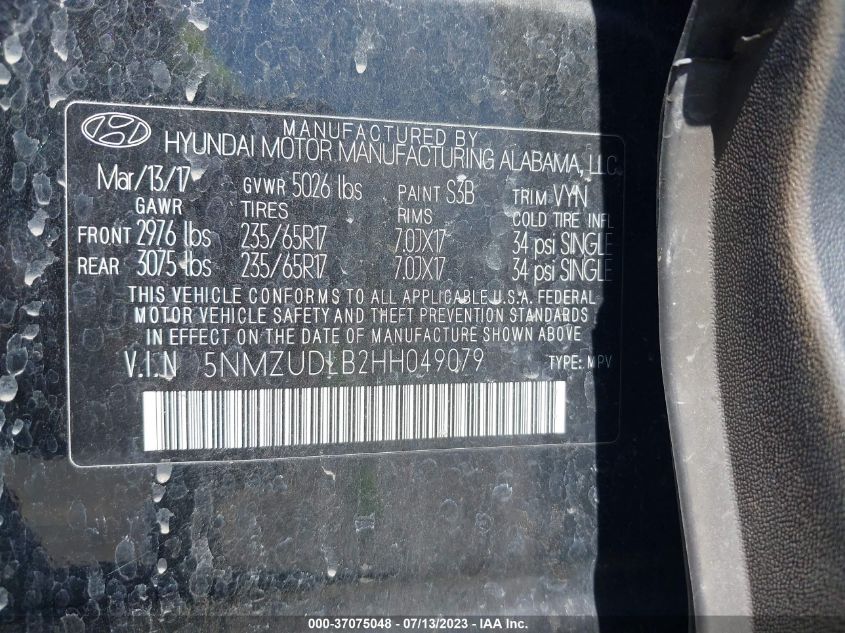 MANUFACTURED BY
HYUNDAI MOTOR MANUFACTURING ALABAMA, LLC
Mar/13/17 GVWR 5026 lbs PAINT S3B TRIM VYN
GAWR TIRES RIMS COLD TIRE INFL
FRONT 2976 lbs 235/65R17 7.0JX17 34 psi SINGLE
REAR 3075 lbs 235/65R17 7.0JX17 34 psi SINGLE
THIS VEHICLE CONFORMS TO ALL APPLICABLE U.S.A. FEDERAL
MOTOR VEHICLE SAFETY AND THEFT PREVENTION STANDARDS
IN EFFECT ON THE DATE OF MANUFACTURE SHOWN ABOVE
V.I.N 5NMZUDLB2HH049079 TYPE: MPV
000-37075048 - 07/13/2023 - IAA Inc.